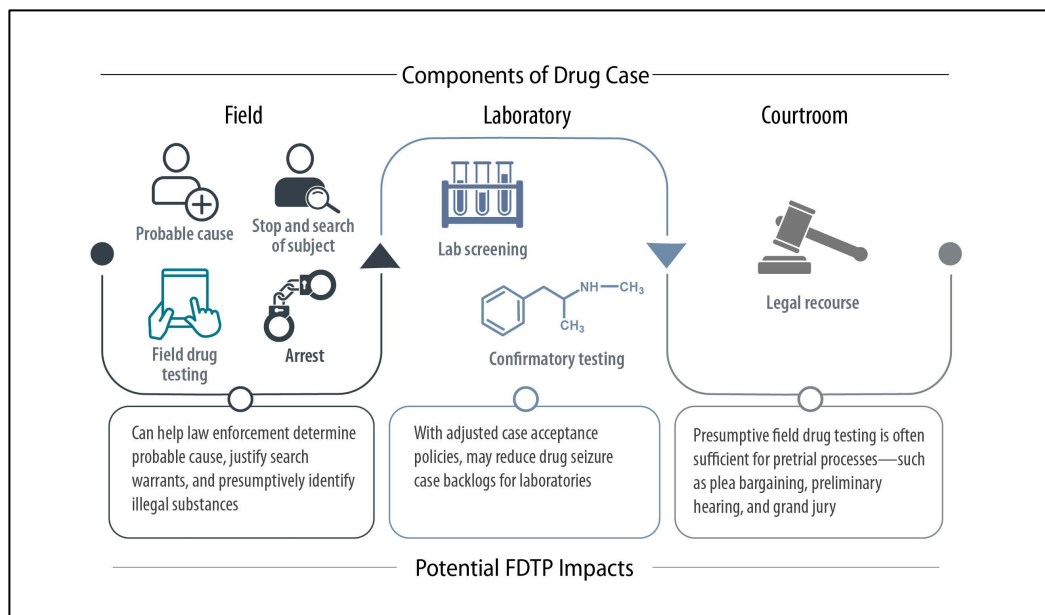 Components of Drug Case
Field
Laboratory
Courtroom
Probable cause
Stop and search
of subject
Field drug
testing
Arrest
Lab screening
NH—CH₃
CH₃
Confirmatory testing
Legal recourse
Can help law enforcement determine
probable cause, justify search
warrants, and presumptively identify
illegal substances
With adjusted case acceptance
policies, may reduce drug seizure
case backlogs for laboratories
Presumptive field drug testing is often
sufficient for pretrial processes—such
as plea bargaining, preliminary
hearing, and grand jury
Potential FDTP Impacts